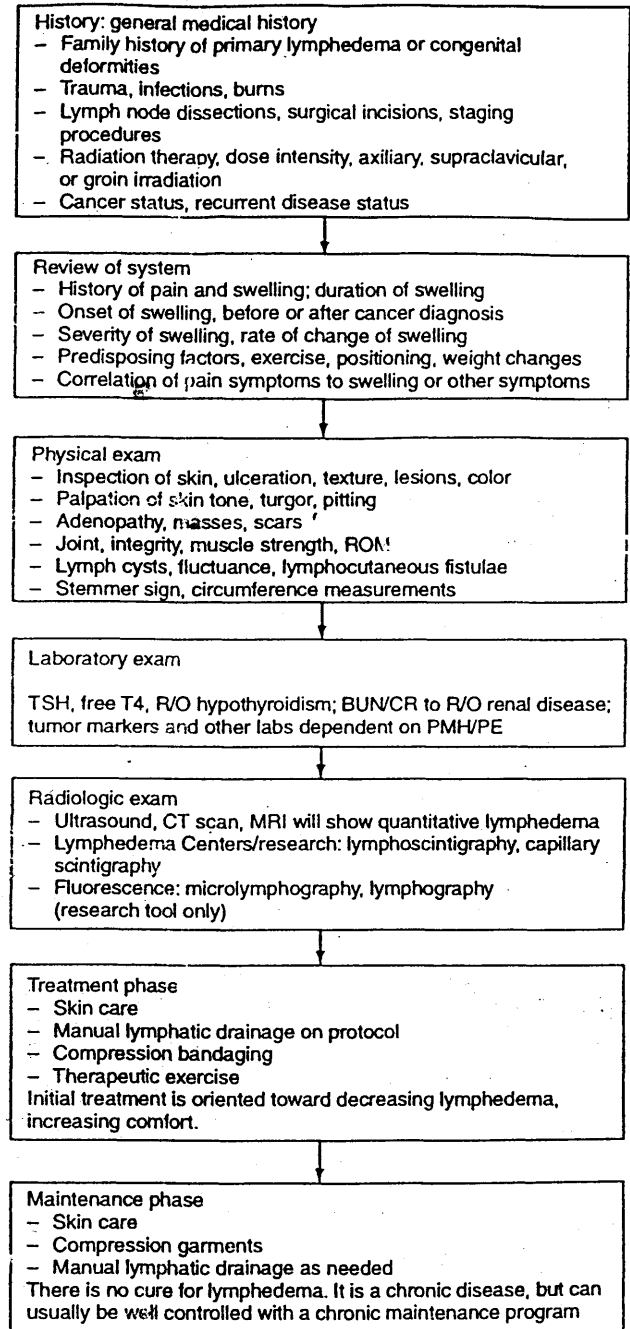 History: general medical history
– Family history of primary lymphedema or congenital
deformities
– Trauma, infections, burns
– Lymph node dissections, surgical incisions, staging
procedures
– Radiation therapy, dose intensity, axiliary, supraclavicular,
or groin irradiation
– Cancer status, recurrent disease status
Review of system
– History of pain and swelling; duration of swelling
– Onset of swelling, before or after cancer diagnosis
– Severity of swelling, rate of change of swelling
– Predisposing factors, exercise, positioning, weight changes
– Correlation of pain symptoms to swelling or other symptoms
Physical exam
– Inspection of skin, ulceration, texture, lesions, color
– Palpation of skin tone, turgor, pitting
– Adenopathy, masses, scars
– Joint, integrity, muscle strength, ROM
– Lymph cysts, fluctuance, lymphocutaneous fistulae
– Stemmer sign, circumference measurements
Laboratory exam
TSH, free T4, R/O hypothyroidism; BUN/CR to R/O renal disease;
tumor markers and other labs dependent on PMH/PE
Radiologic exam
– Ultrasound, CT scan, MRI will show quantitative lymphedema
– Lymphedema Centers/research: lymphoscintigraphy, capillary
scintigraphy
– Fluorescence: microlymphography, lymphography
(research tool only)
Treatment phase
– Skin care
– Manual lymphatic drainage on protocol
– Compression bandaging
– Therapeutic exercise
Initial treatment is oriented toward decreasing lymphedema,
increasing comfort.
Maintenance phase
– Skin care
– Compression garments
– Manual lymphatic drainage as needed
There is no cure for lymphedema. It is a chronic disease, but can
usually be well controlled with a chronic maintenance program